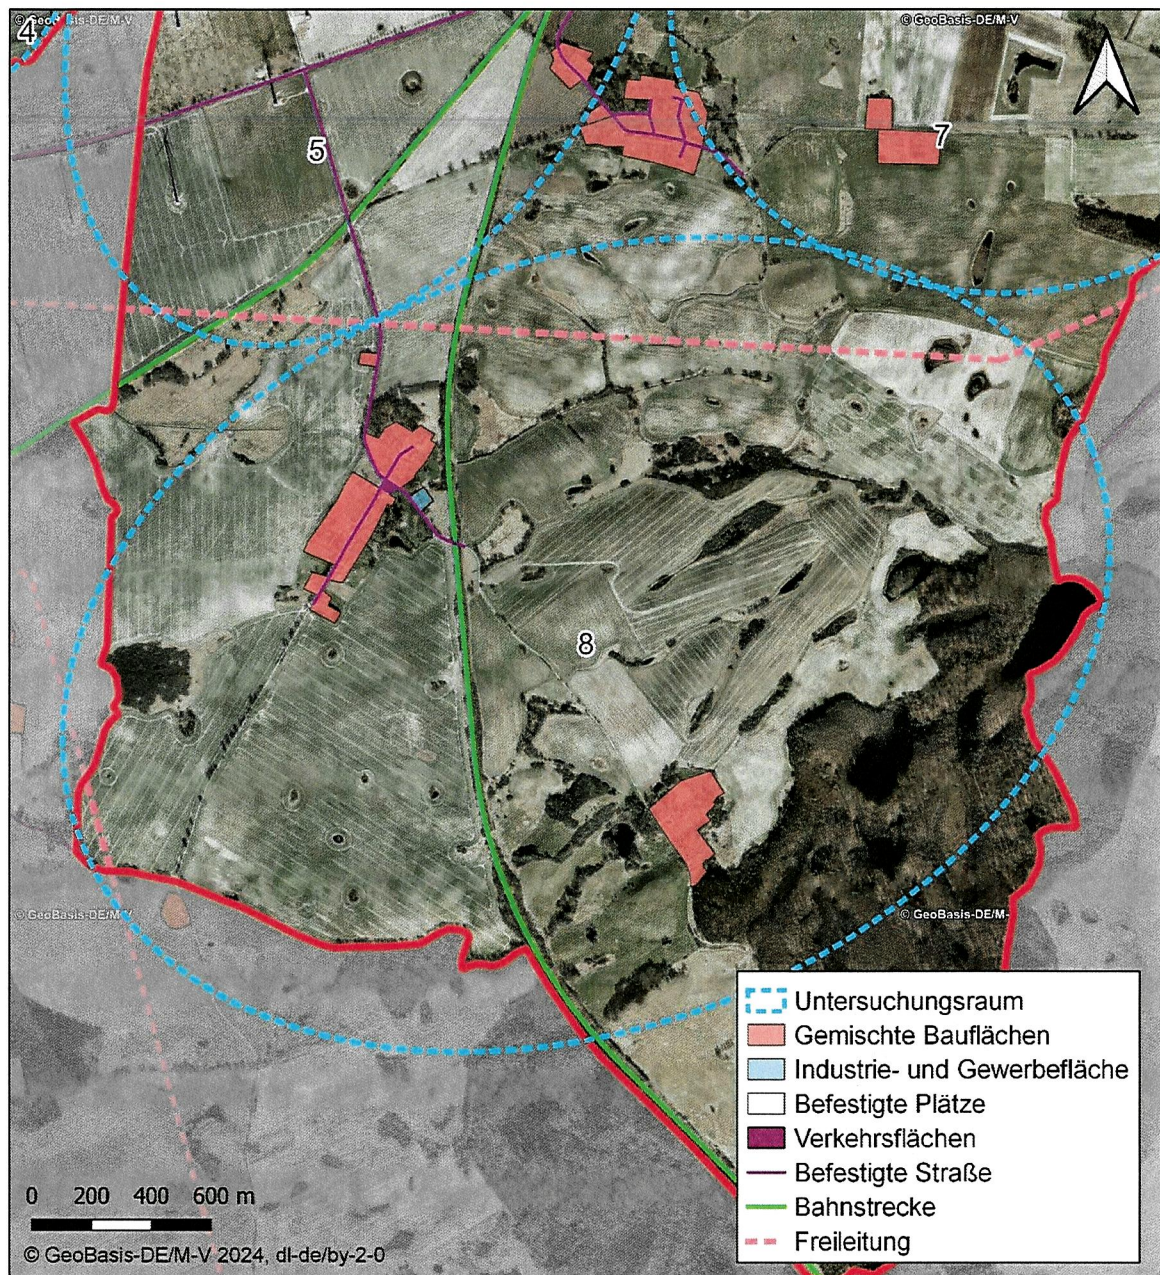 © GeoBasis-DE/M-V
© GeoBasis-DE/M-V
4
5
7
8
© GeoBasis-DE/M-V
© GeoBasis-DE/M-
Untersuchungsraum
Gemischte Bauflächen
Industrie- und Gewerbefläche
Befestigte Plätze
Verkehrsflächen
Befestigte Straße
Bahnstrecke
Freileitung
0 200 400 600 m
© GeoBasis-DE/M-V 2024, dl-de/by-2-0